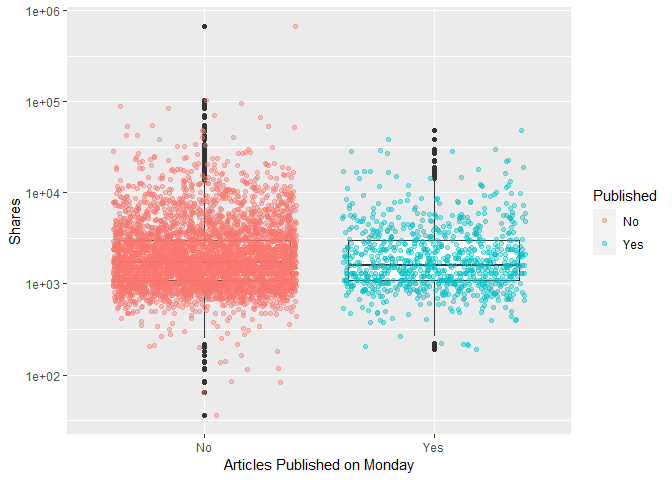 1e+06
1e+05
1e+04
1e+03
1e+02
Shares
No
Yes
Articles Published on Monday
Published
No
Yes